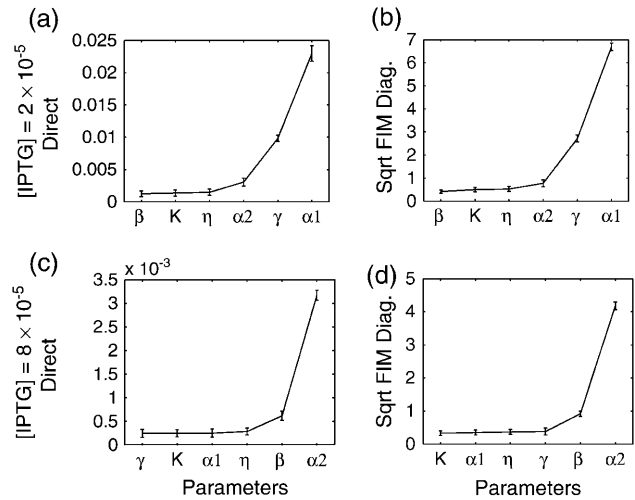 (a)
[IPTG] = 2 × 10⁻⁵
Direct
0.025
0.02
0.015
0.01
0.005
0
β K η α2 γ α1
(b)
Sqrt FIM Diag.
7
6
5
4
3
2
1
0
β K η α2 γ α1
(c)
[IPTG] = 8 × 10⁻⁵
Direct
x 10⁻³
3.5
3
2.5
2
1.5
1
0.5
0
γ K α1 η β α2
Parameters
(d)
Sqrt FIM Diag.
5
4
3
2
1
0
K α1 η γ β α2
Parameters